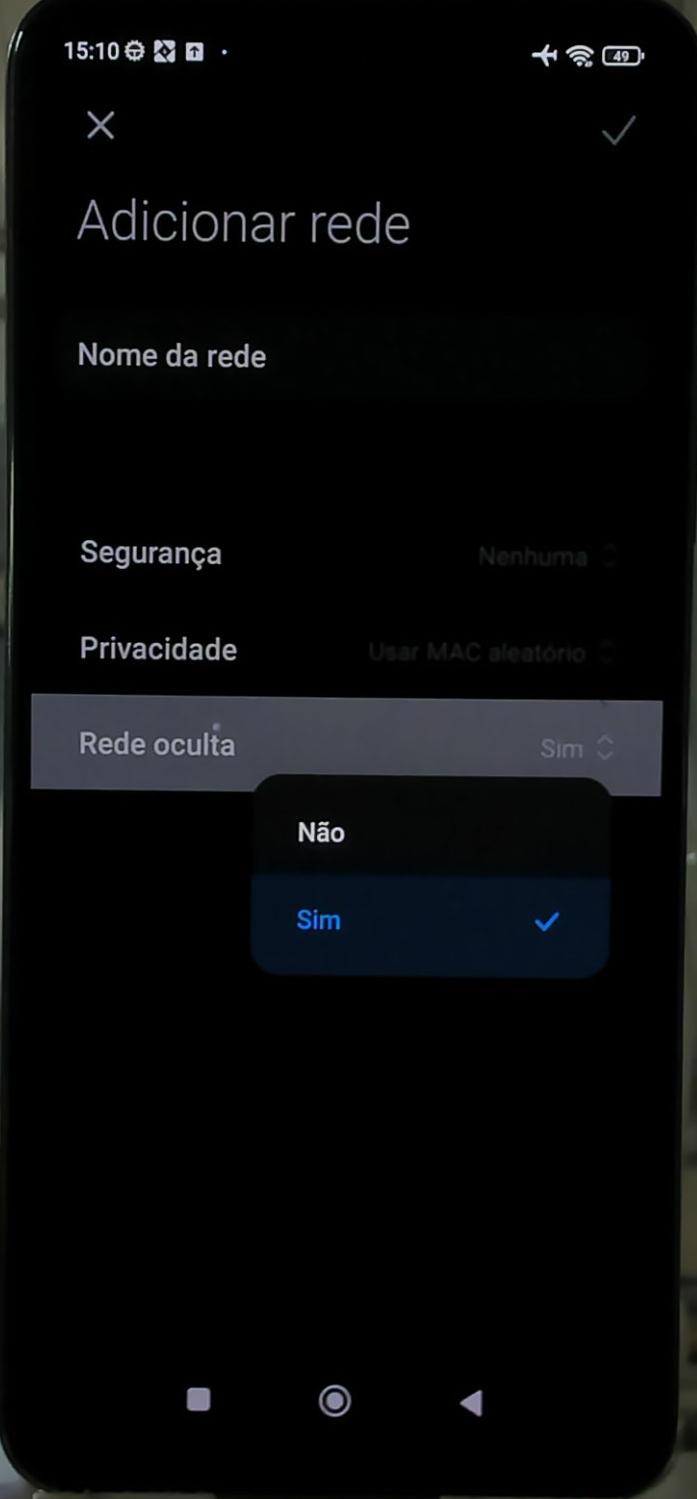 15:10
49
Adicionar rede
Nome da rede
Segurança Nenhuma
Privacidade Usar MAC aleatório
Rede oculta Sim
Não
Sim